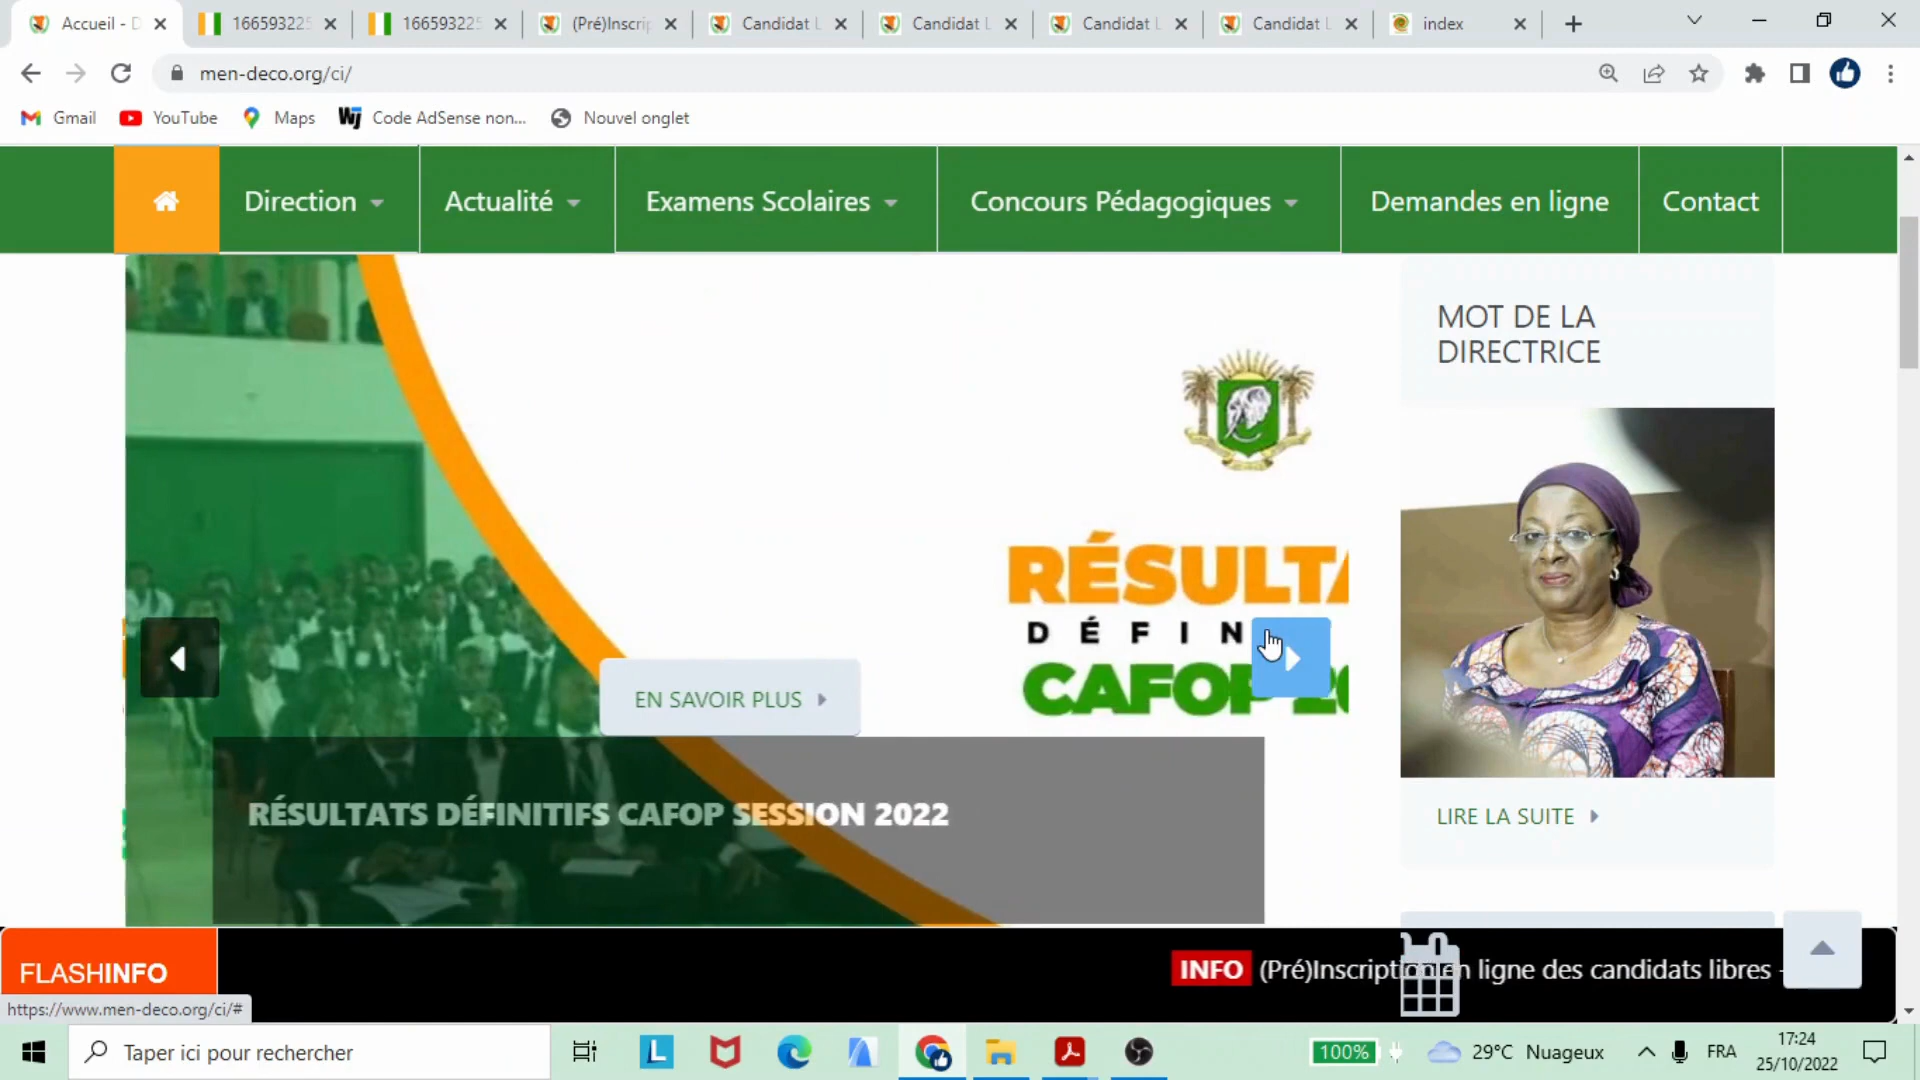 Accueil - D
166593225
166593225
(Pré)Inscrip
Candidat L
Candidat L
Candidat L
Candidat L
index
men-deco.org/ci/
Gmail
YouTube
Maps
Code AdSense non...
Nouvel onglet
Direction
Actualité
Examens Scolaires
Concours Pédagogiques
Demandes en ligne
Contact
MOT DE LA
DIRECTRICE
RÉSULTA
DÉFIN
CAFOP 20
EN SAVOIR PLUS
RÉSULTATS DÉFINITIFS CAFOP SESSION 2022
LIRE LA SUITE
FLASHINFO
INFO (Pré)Inscription en ligne des candidats libres -
https://www.men-deco.org/ci/#
Taper ici pour rechercher
100%
29°C Nuageux
FRA
17:24
25/10/2022